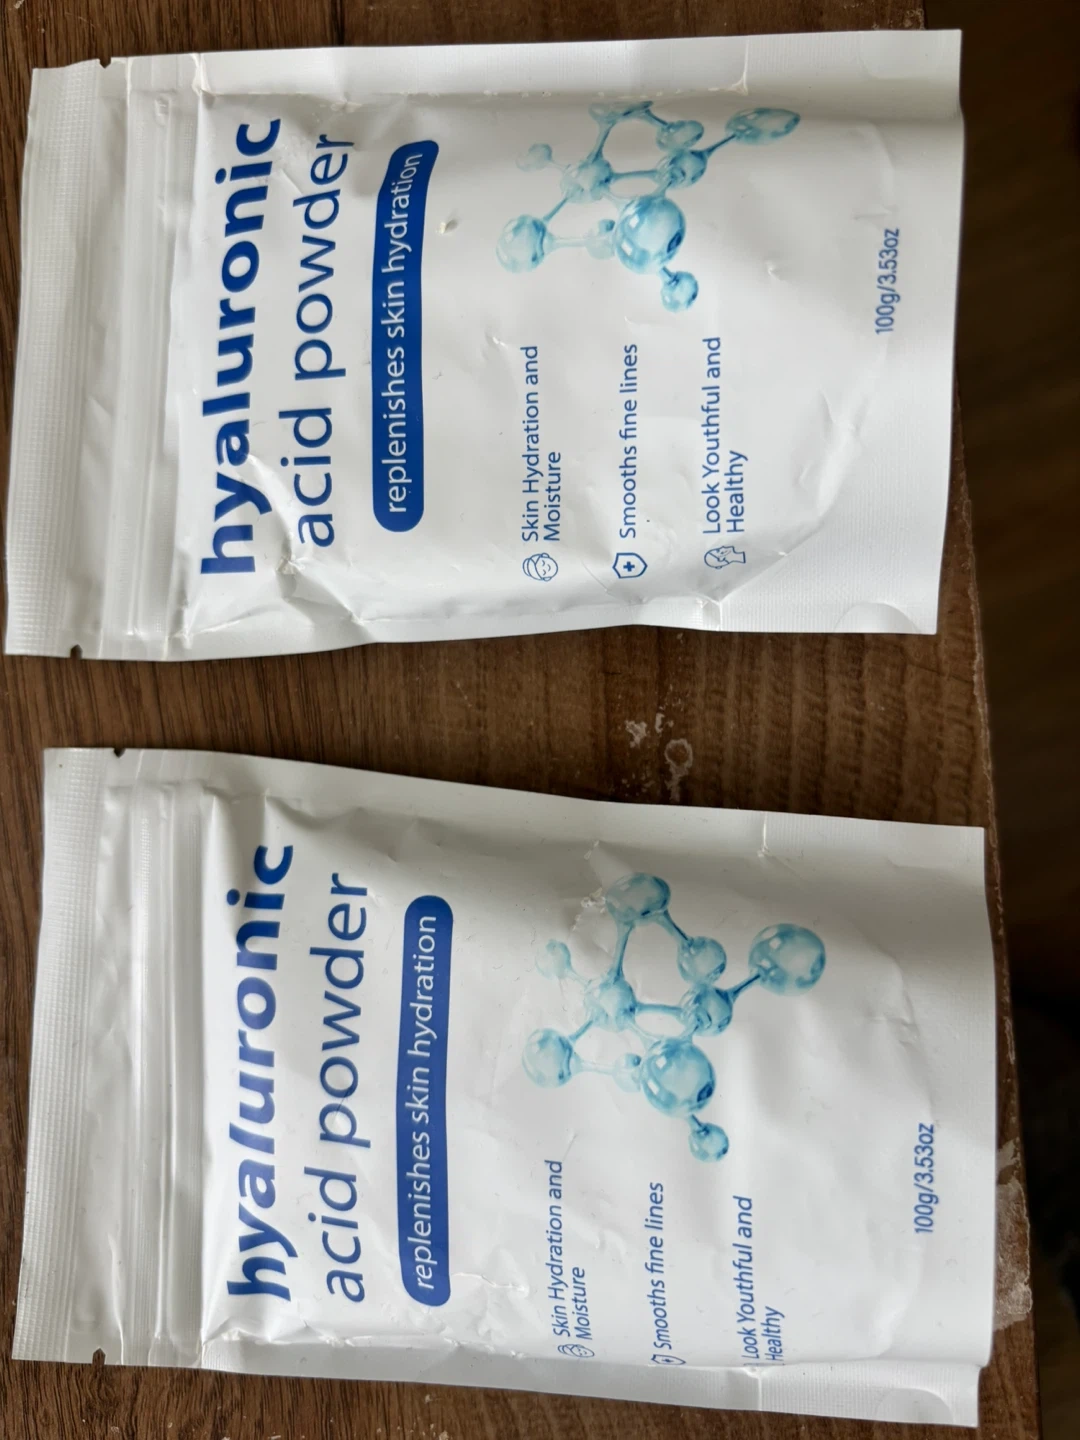 hyaluronic
acid powder
replenishes skin hydration
Skin Hydration and
Moisture
Smooths fine lines
Look Youthful and
Healthy
100g/3.53oz
hyaluronic
acid powder
replenishes skin hydration
Skin Hydration and
Moisture
Smooths fine lines
Look Youthful and
Healthy
100g/3.53oz